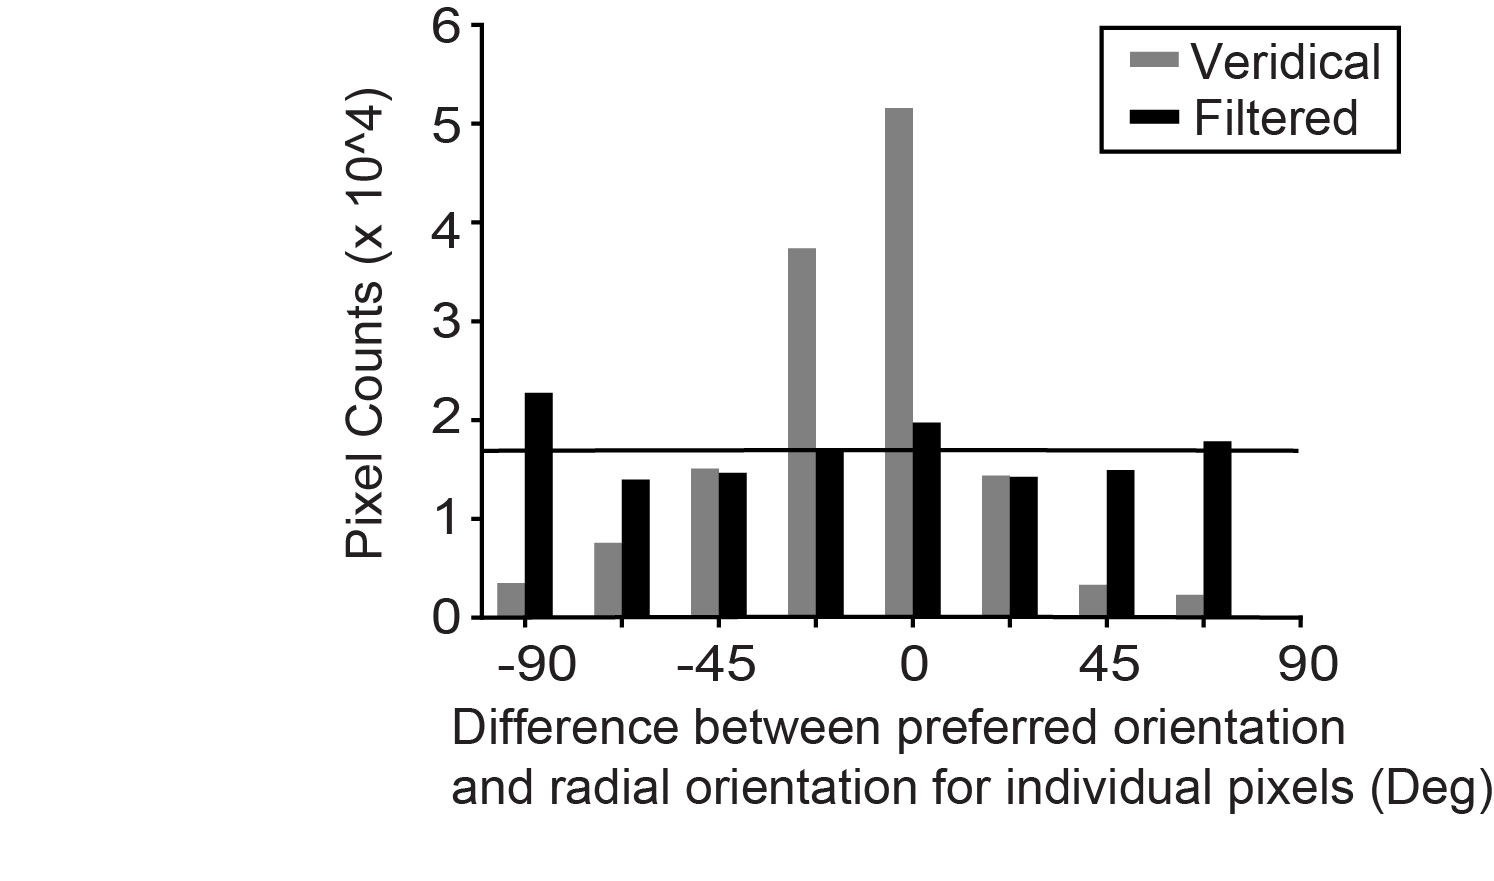 6
5
4
3
2
1
0
Pixel Counts (x 10^4)
Veridical
Filtered
-90 -45 0 45 90
Difference between preferred orientation
and radial orientation for individual pixels (Deg)